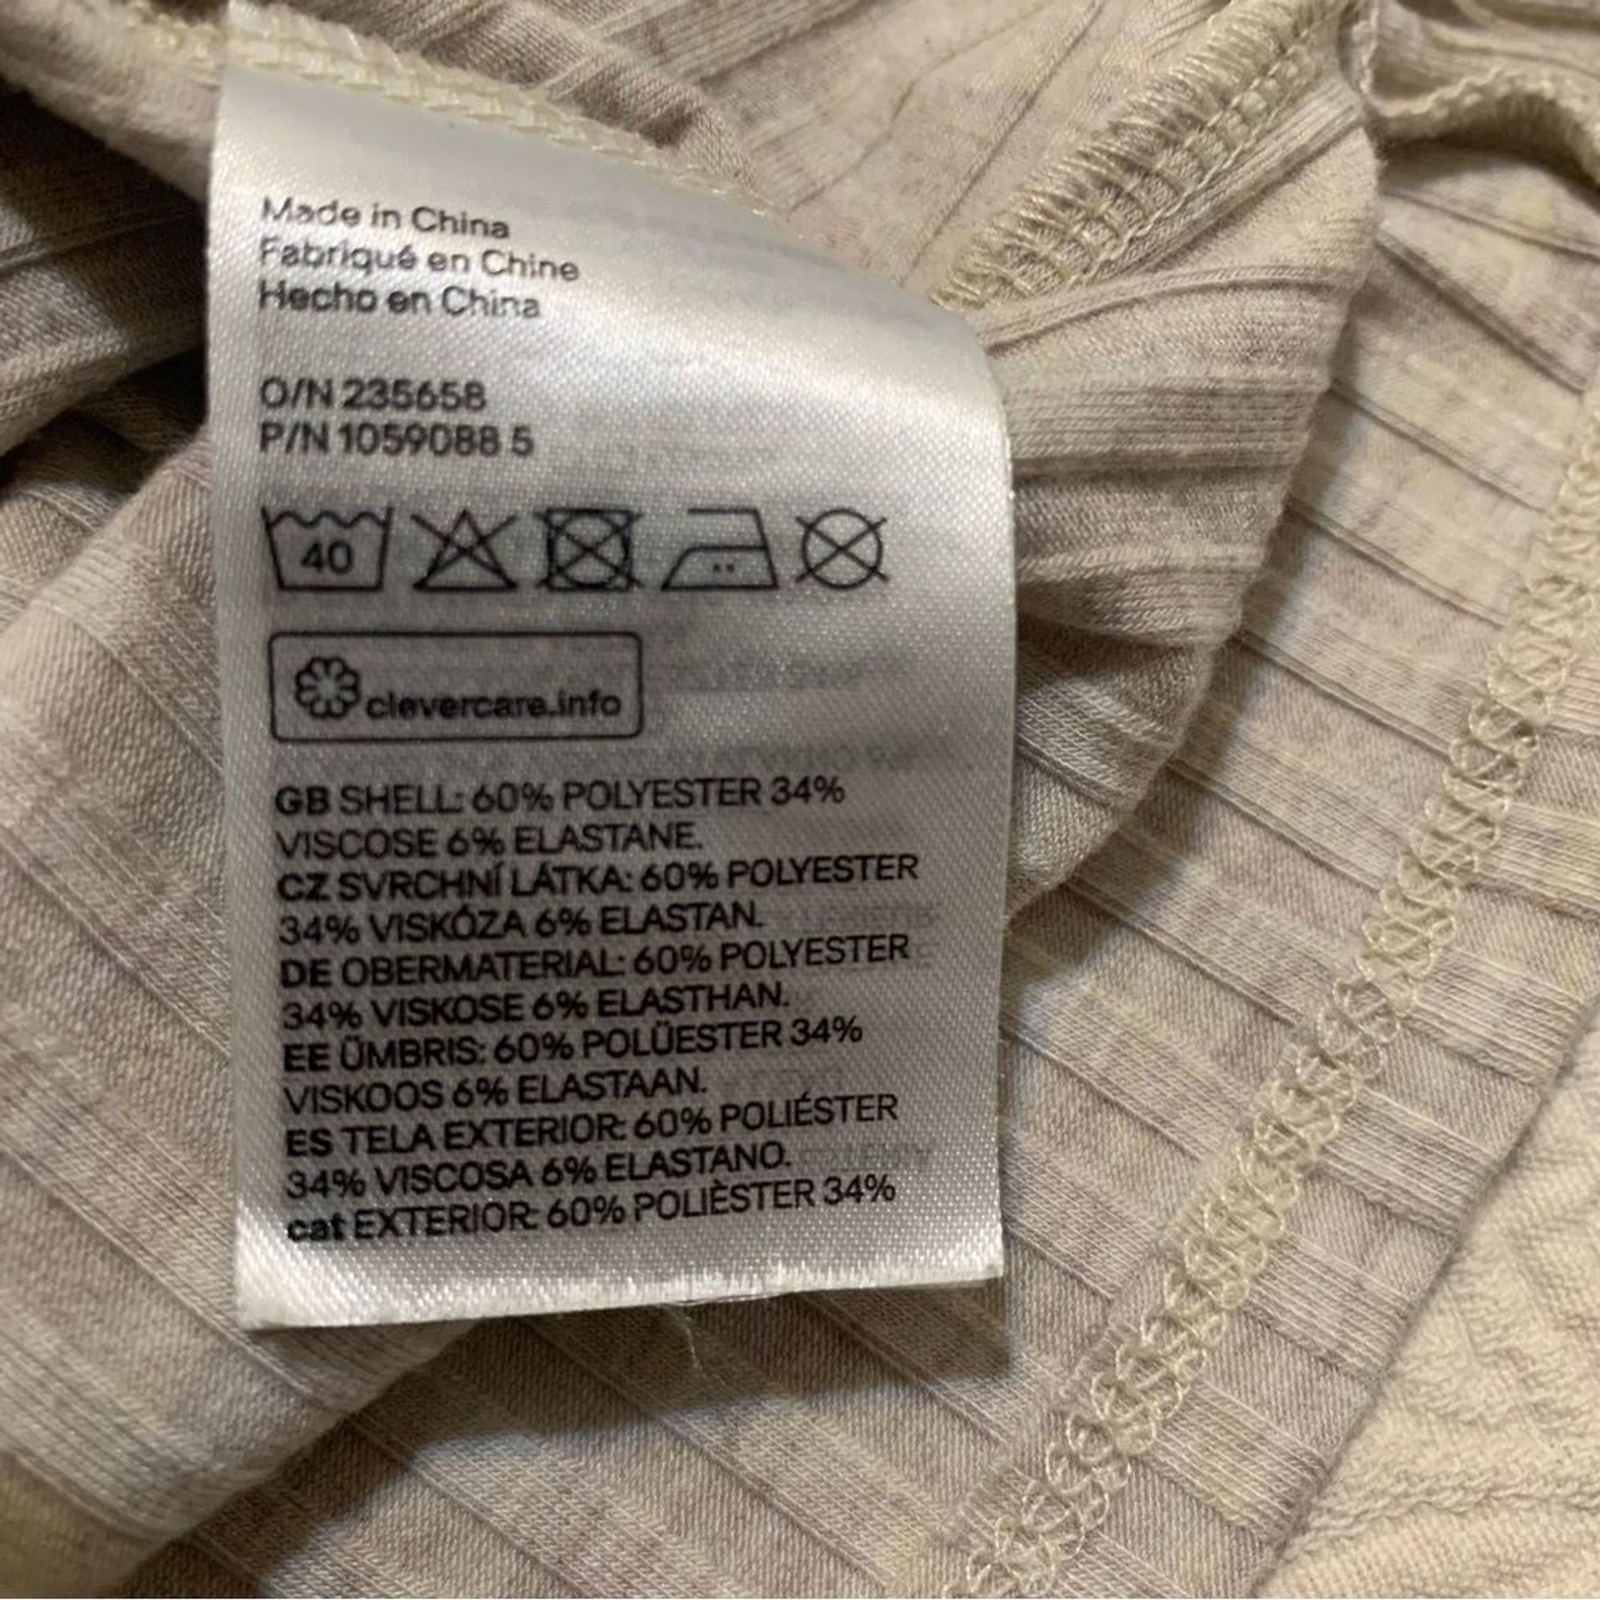 Made in China
Fabriqué en Chine
Hecho en China
O/N 235658
P/N 1059088 5
40
clevercare.info
GB SHELL: 60% POLYESTER 34%
VISCOSE 6% ELASTANE.
CZ SVRCHNÍ LÁTKA: 60% POLYESTER
34% VISKÓZA 6% ELASTAN.
DE OBERMATERIAL: 60% POLYESTER
34% VISKOSE 6% ELASTHAN.
EE ÜMBRIS: 60% POLÜESTER 34%
VISKOOS 6% ELASTAAN.
ES TELA EXTERIOR: 60% POLIÉSTER
34% VISCOSA 6% ELASTANO.
cat EXTERIOR: 60% POLIÈSTER 34%